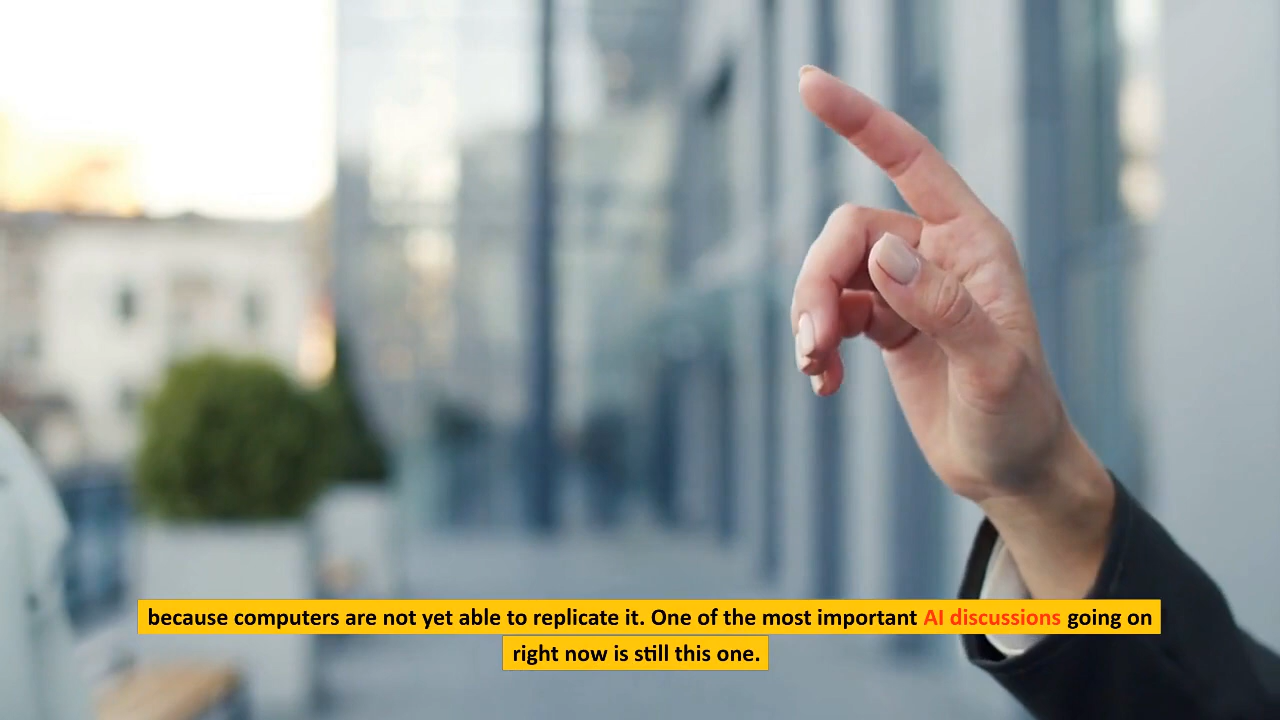 because computers are not yet able to replicate it. One of the most important AI discussions going on
right now is still this one.